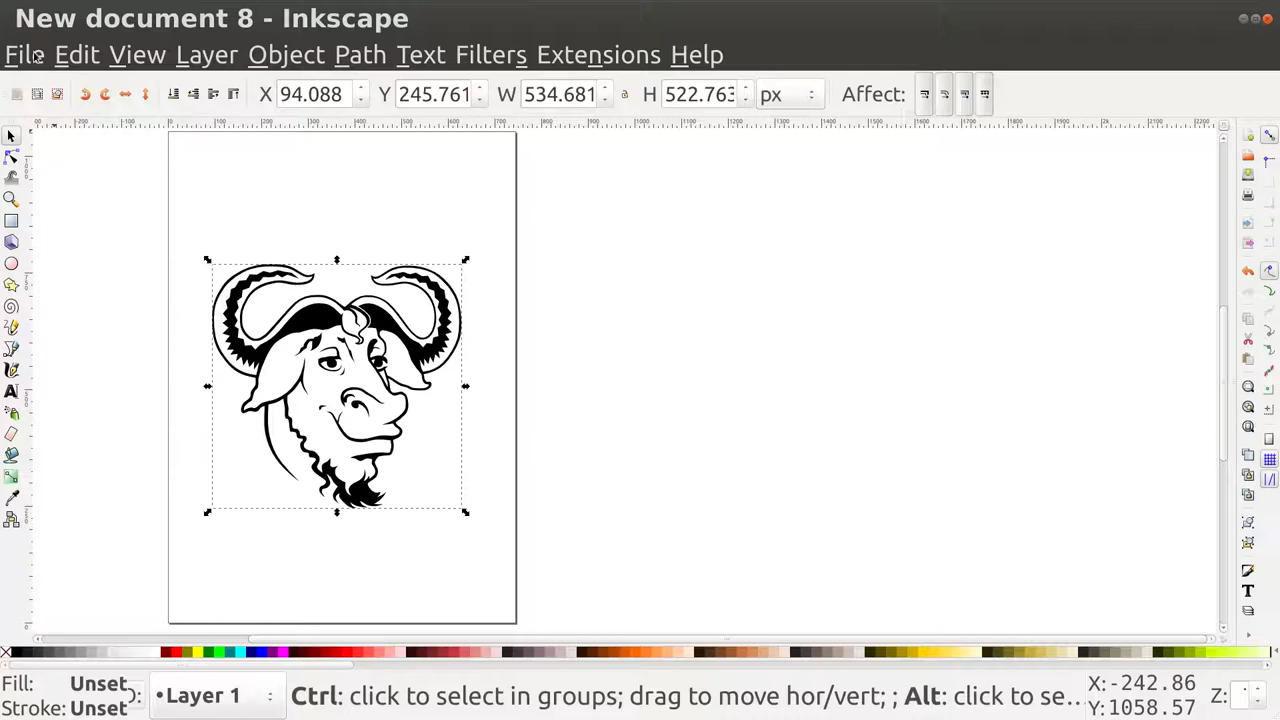 New document 8 - Inkscape
File Edit View Layer Object Path Text Filters Extensions Help
X 94.088 Y 245.761 W 534.681 H 522.763 px Affect:
Fill: Unset
Stroke: Unset
Layer 1
Ctrl: click to select in groups; drag to move hor/vert; ; Alt: click to se...
X:-242.86
Y:1058.57
Z: